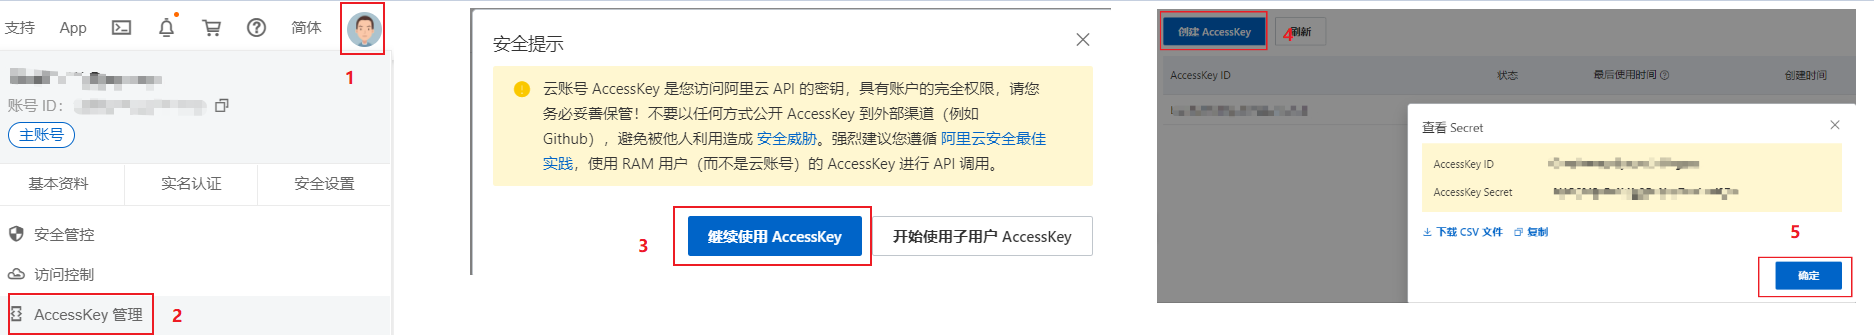 支持 App 简体
1
账号 ID:
主账号
基本资料 实名认证 安全设置
安全管控
访问控制
AccessKey 管理 2
安全提示
云账号 AccessKey 是您访问阿里云 API 的密钥，具有账户的完全权限，请您
务必妥善保管！不要以任何方式公开 AccessKey 到外部渠道（例如
Github），避免被他人利用造成 安全威胁。强烈建议您遵循 阿里云安全最佳
实践，使用 RAM 用户（而不是云账号）的 AccessKey 进行 API 调用。
3 继续使用 AccessKey 开始使用子用户 AccessKey
创建 AccessKey 4 刷新
AccessKey ID 状态 最后使用时间 创建时间
查看 Secret
AccessKey ID
AccessKey Secret
下载 CSV 文件 复制 5
确定